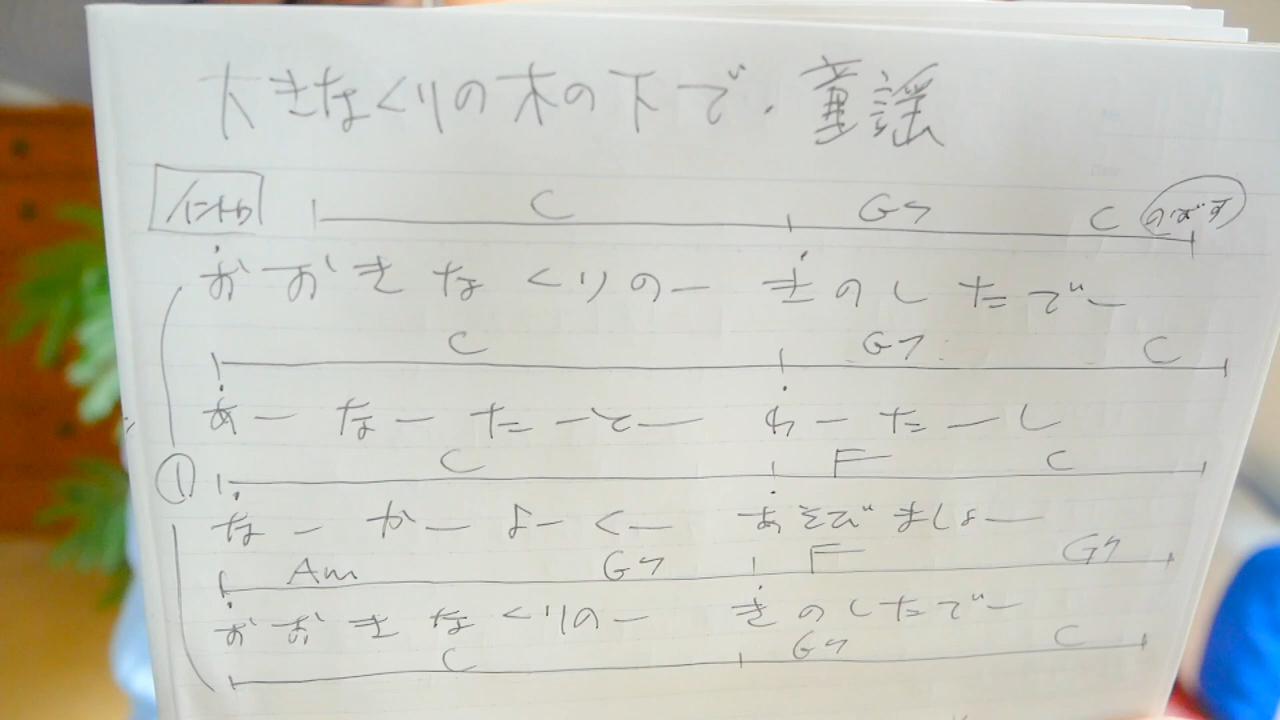 大きなくりの木の下で・童謡
イントロ C G7 C のばす
おおきなくりのー きのしたでー
C G7 C
あーなーたーとー わーたーし
C F C
① なーかーよーくー あそびましょー
Am G7 F G7
おおきなくりのー きのしたでー
C G7 C